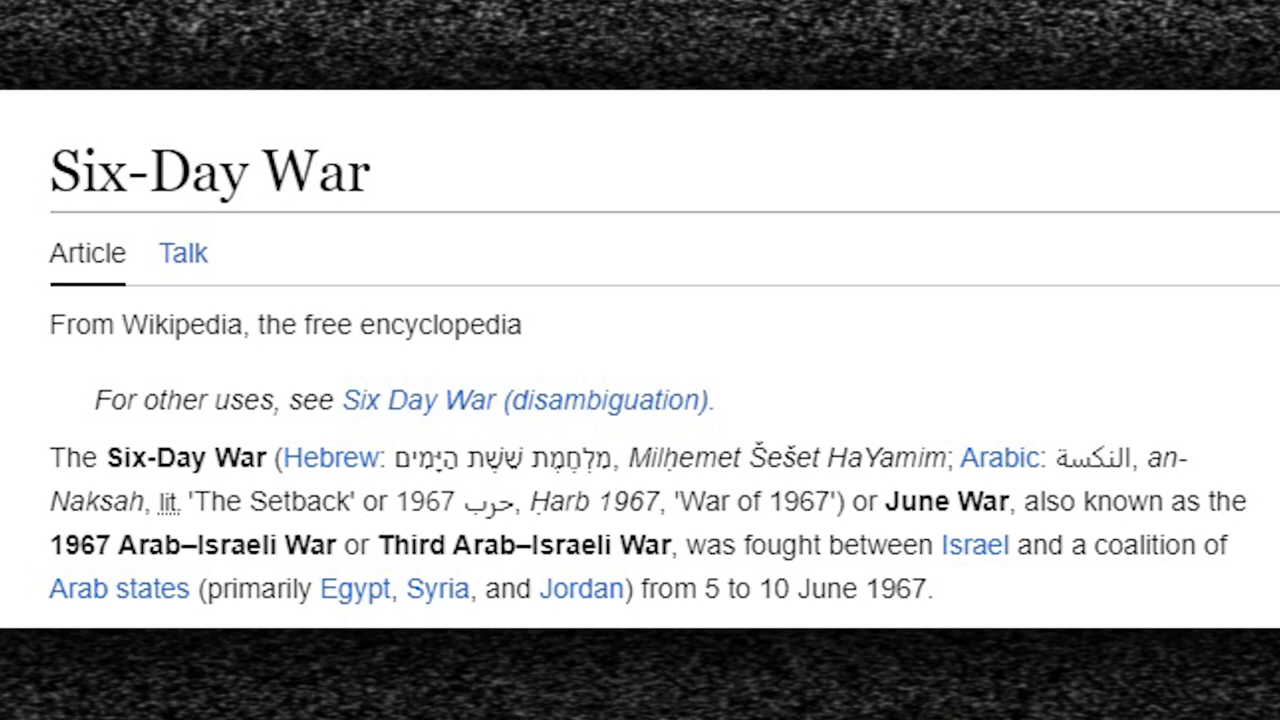 Six-Day War
Article Talk
From Wikipedia, the free encyclopedia
For other uses, see Six Day War (disambiguation).
The Six-Day War (Hebrew: מִלְחֶמֶת שֵׁשֶׁת הַיָּמִים, Milḥemet Šešet HaYamim; Arabic: النكسة, an-
Naksah, lit. 'The Setback' or 1967 حرب, Ḥarb 1967, 'War of 1967') or June War, also known as the
1967 Arab–Israeli War or Third Arab–Israeli War, was fought between Israel and a coalition of
Arab states (primarily Egypt, Syria, and Jordan) from 5 to 10 June 1967.